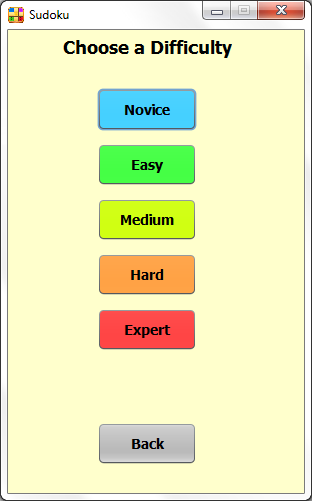 Sudoku
Choose a Difficulty
Novice
Easy
Medium
Hard
Expert
Back